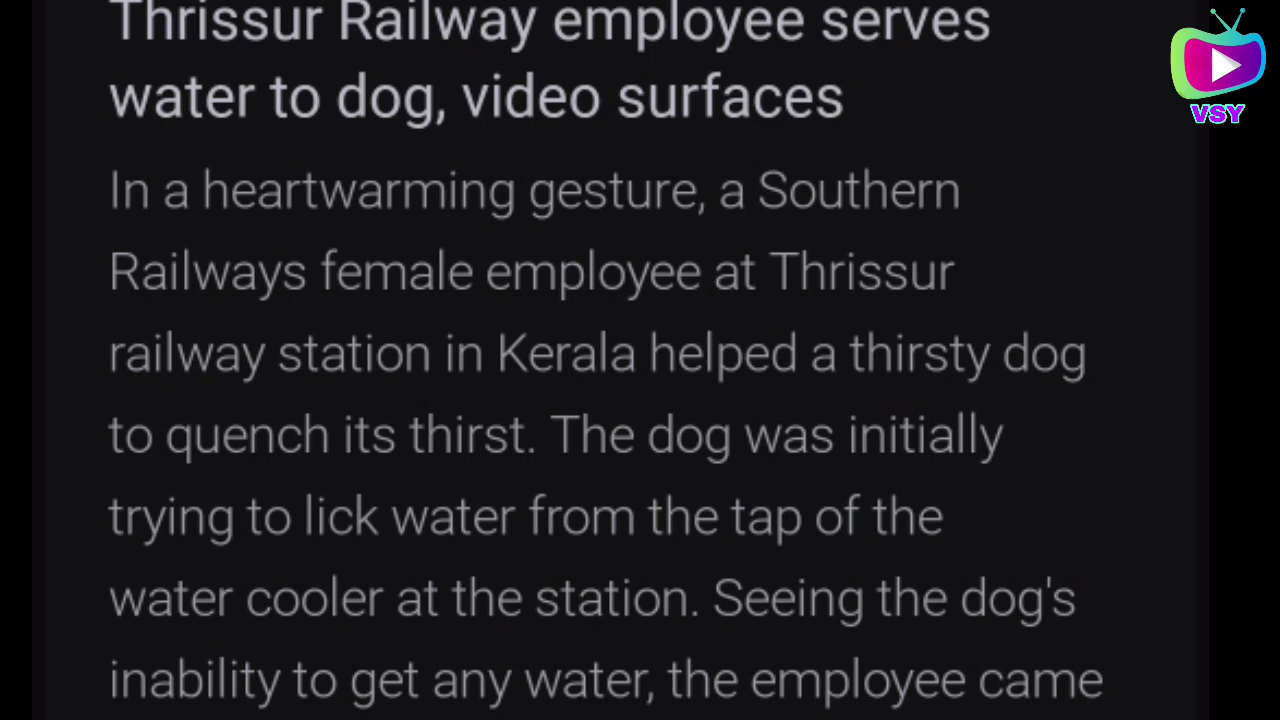 Thrissur Railway employee serves
water to dog, video surfaces
In a heartwarming gesture, a Southern
Railways female employee at Thrissur
railway station in Kerala helped a thirsty dog
to quench its thirst. The dog was initially
trying to lick water from the tap of the
water cooler at the station. Seeing the dog's
inability to get any water, the employee came
VSY